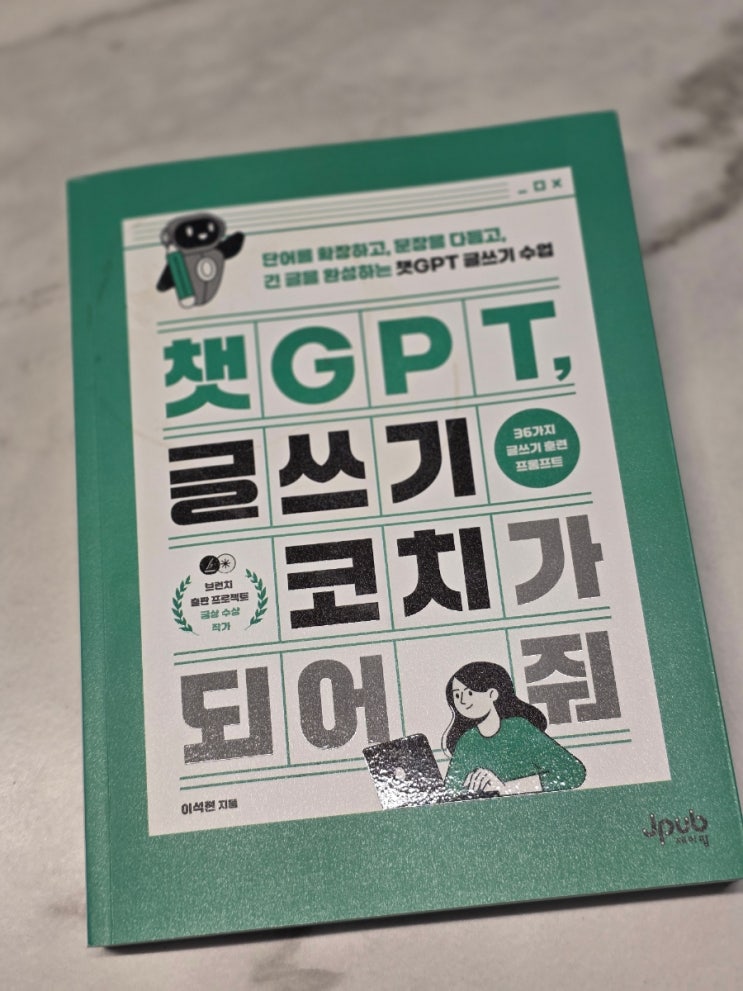 단어를 확장하고, 문장을 다듬고,
긴 글을 완성하는 챗GPT 글쓰기 수업
챗GPT,
글쓰기
36가지
글쓰기 훈련
프롬프트
코치가
브런치
출판 프로젝트
금상 수상
작가
되어 줘
이석현 지음
Jpub
제이펍